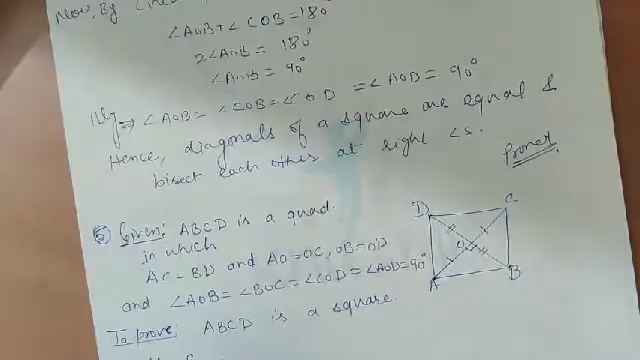 Now, By
∠AOB + ∠COB = 180°
2∠AOB = 180°
∠AOB = 90°
|||ly ⇒ ∠AOB = ∠COB = ∠COD = ∠AOD = 90°
Hence, diagonals of a square are equal &
bisect each other at right ∠s.
Proved
⑤ Given: ABCD is a quad.
in which
AC = BD and AO = OC, OB = OD
and ∠AOB = ∠BOC = ∠COD = ∠AOD = 90°
To prove: ABCD is a square.
D
C
O
A
B